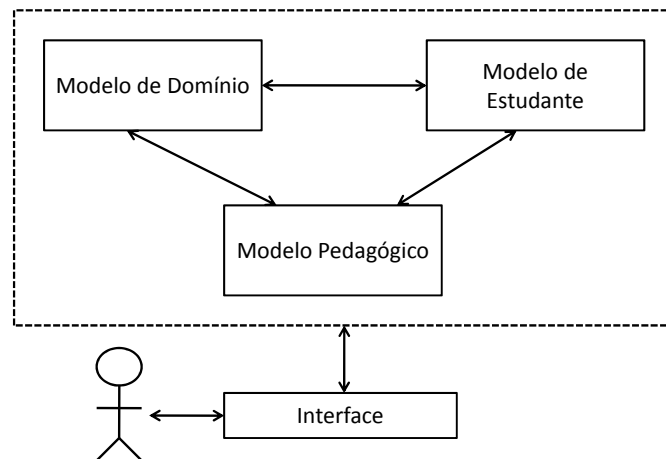 Modelo de Domínio
Modelo de
Estudante
Modelo Pedagógico
Interface